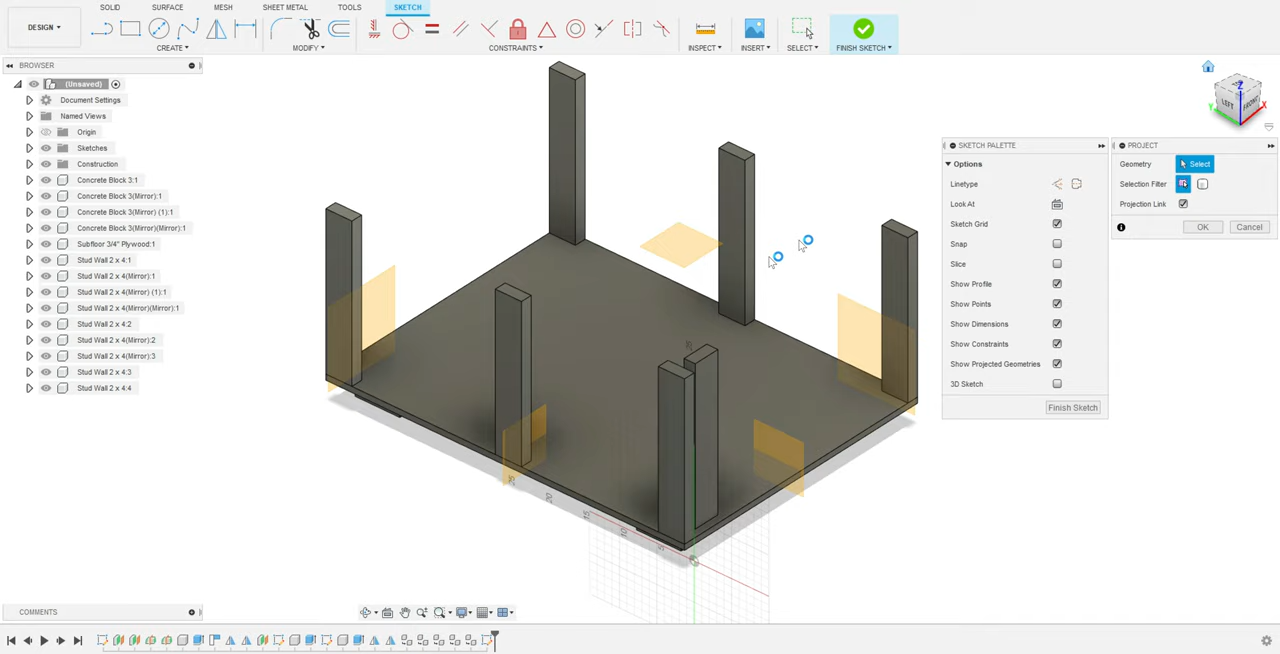 SOLID SURFACE MESH SHEET METAL TOOLS SKETCH
DESIGN
CREATE MODIFY CONSTRAINTS INSPECT INSERT SELECT FINISH SKETCH
BROWSER
(Unsaved)
Document Settings
Named Views
Origin
Sketches
Construction
Concrete Block 3:1
Concrete Block 3(Mirror):1
Concrete Block 3(Mirror) (1):1
Concrete Block 3(Mirror)(Mirror):1
Subfloor 3/4" Plywood:1
Stud Wall 2 x 4:1
Stud Wall 2 x 4(Mirror):1
Stud Wall 2 x 4(Mirror) (1):1
Stud Wall 2 x 4(Mirror)(Mirror):1
Stud Wall 2 x 4:2
Stud Wall 2 x 4(Mirror):2
Stud Wall 2 x 4(Mirror):3
Stud Wall 2 x 4:3
Stud Wall 2 x 4:4
COMMENTS
25
20
15
10
5
Z
LEFT FRONT
Y X
SKETCH PALETTE
Options
Linetype
Look At
Sketch Grid
Snap
Slice
Show Profile
Show Points
Show Dimensions
Show Constraints
Show Projected Geometries
3D Sketch
Finish Sketch
PROJECT
Geometry Select
Selection Filter
Projection Link
OK Cancel